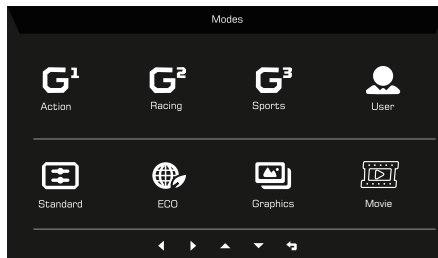 Modes
G¹ G² G³
Action Racing Sports User
Standard ECO Graphics Movie